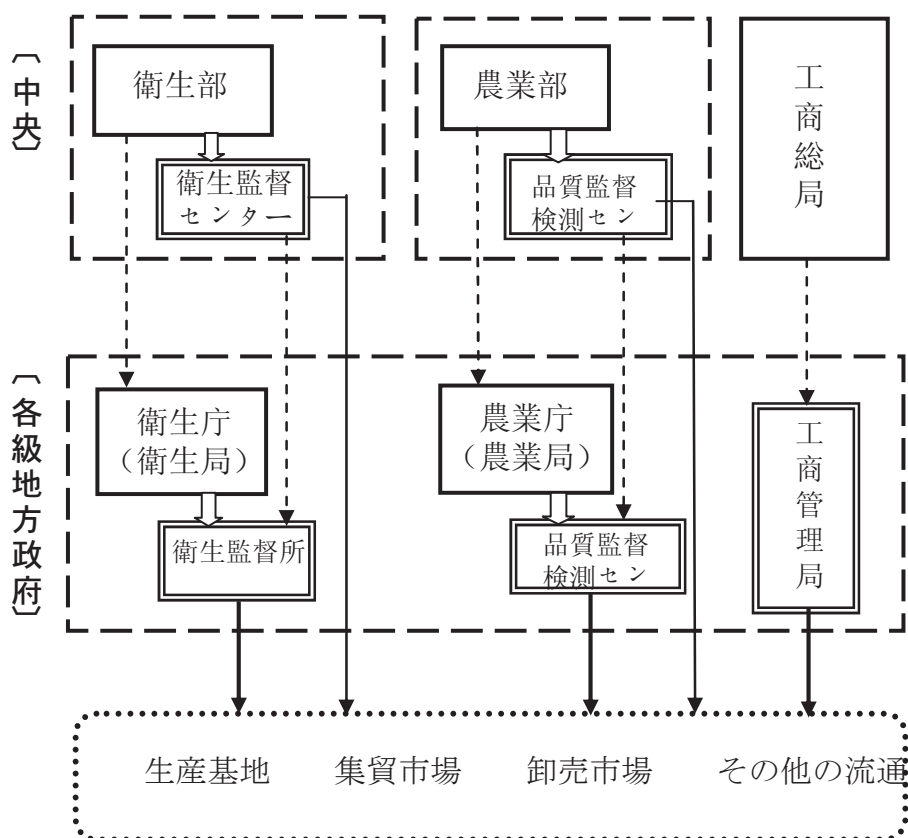 〔中央〕
衛生部
農業部
工商総局
衛生監督
センター
品質監督
検測セン
〔各級地方政府〕
衛生庁
（衛生局）
農業庁
（農業局）
工商管理局
衛生監督所
品質監督
検測セン
生産基地
集貿市場
卸売市場
その他の流通